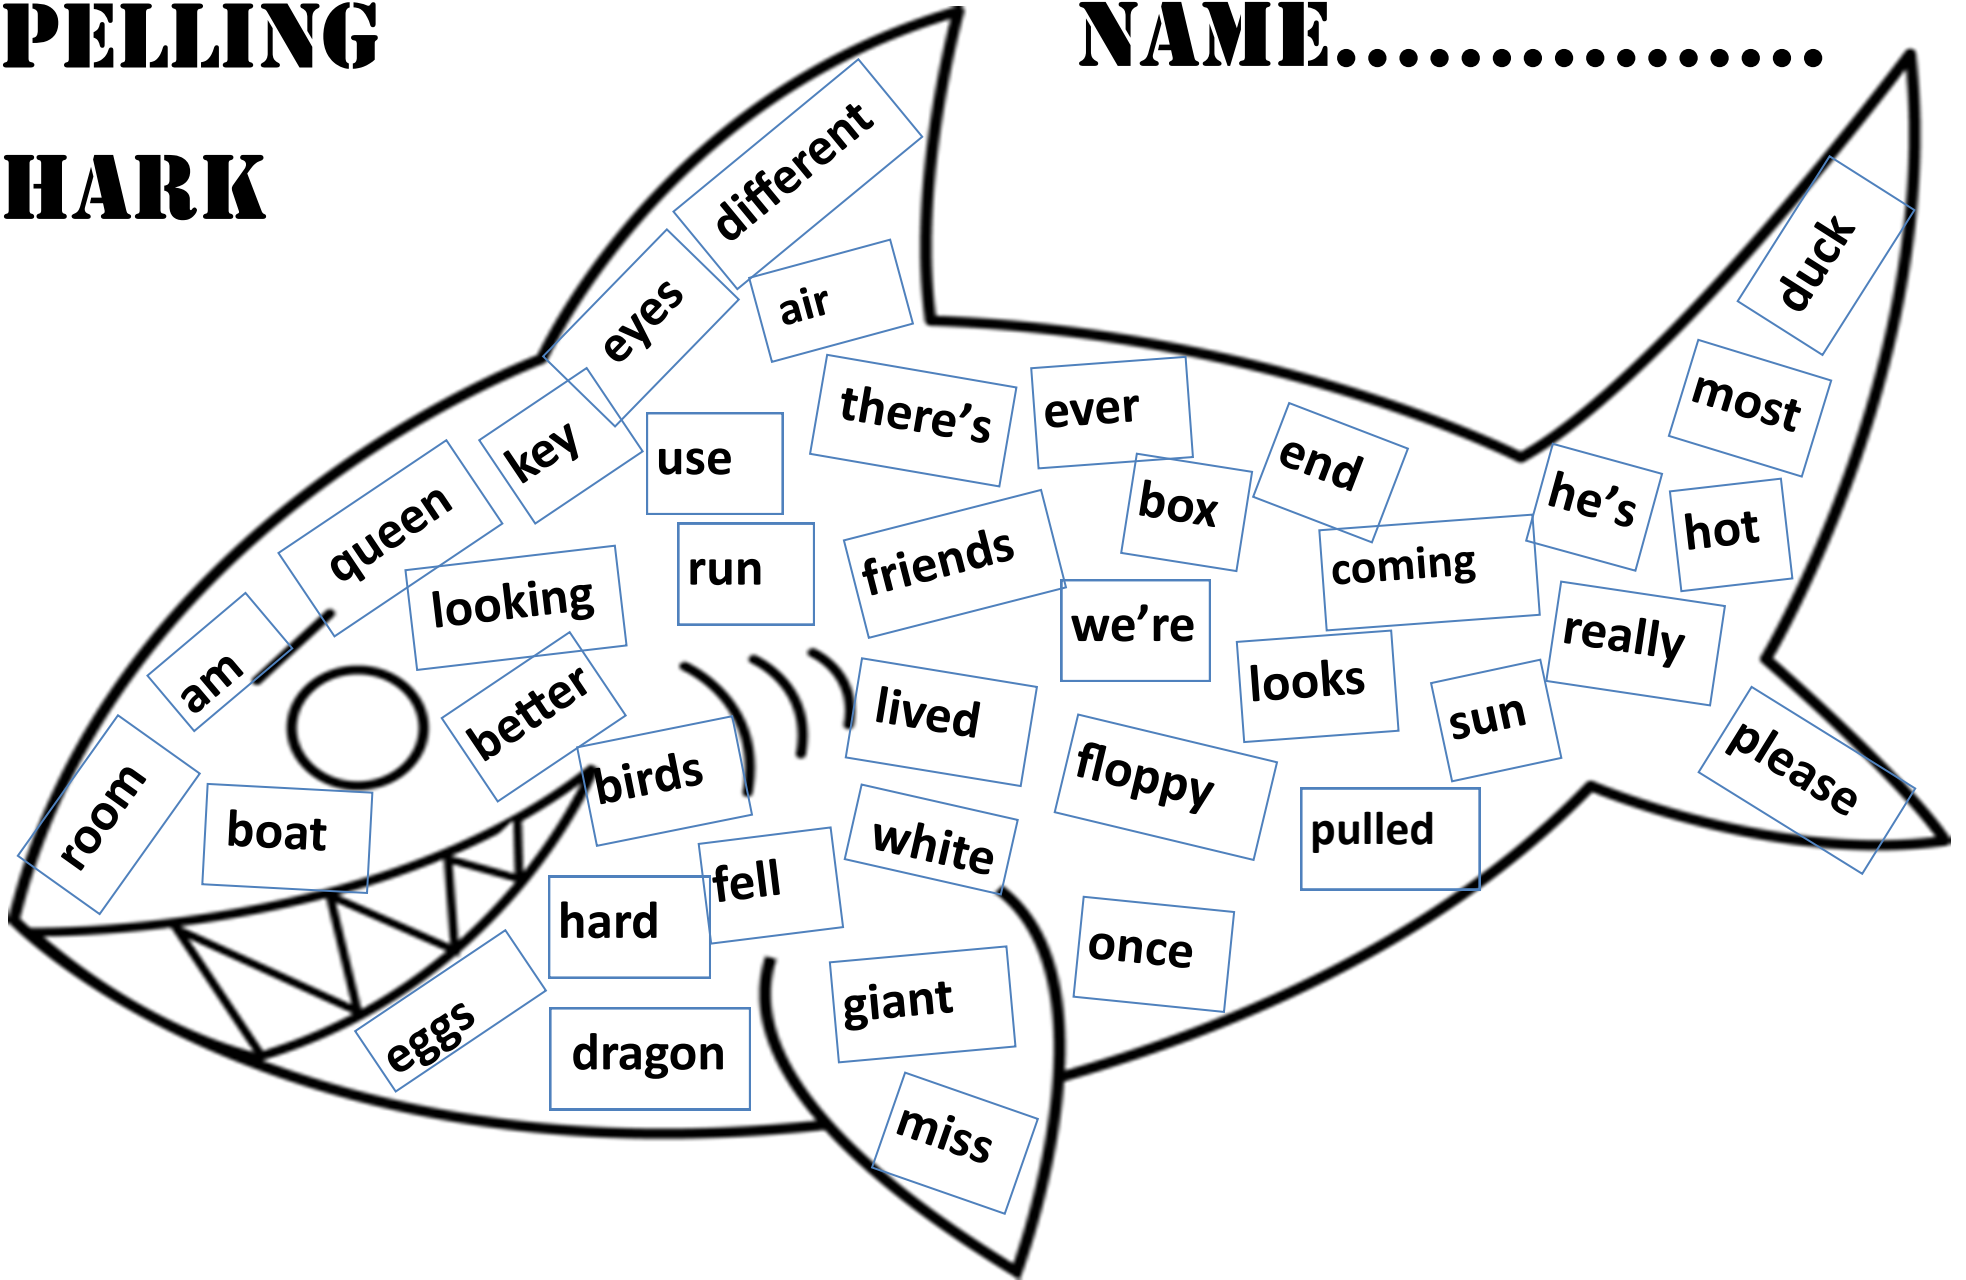 PELLING
NAME................
HARK
different
duck
eyes
air
most
there's
ever
key
use
end
he's
box
hot
queen
run
friends
coming
looking
we're
really
am
better
looks
lived
sun
birds
floppy
please
room
boat
white
pulled
fell
hard
once
eggs
giant
dragon
miss